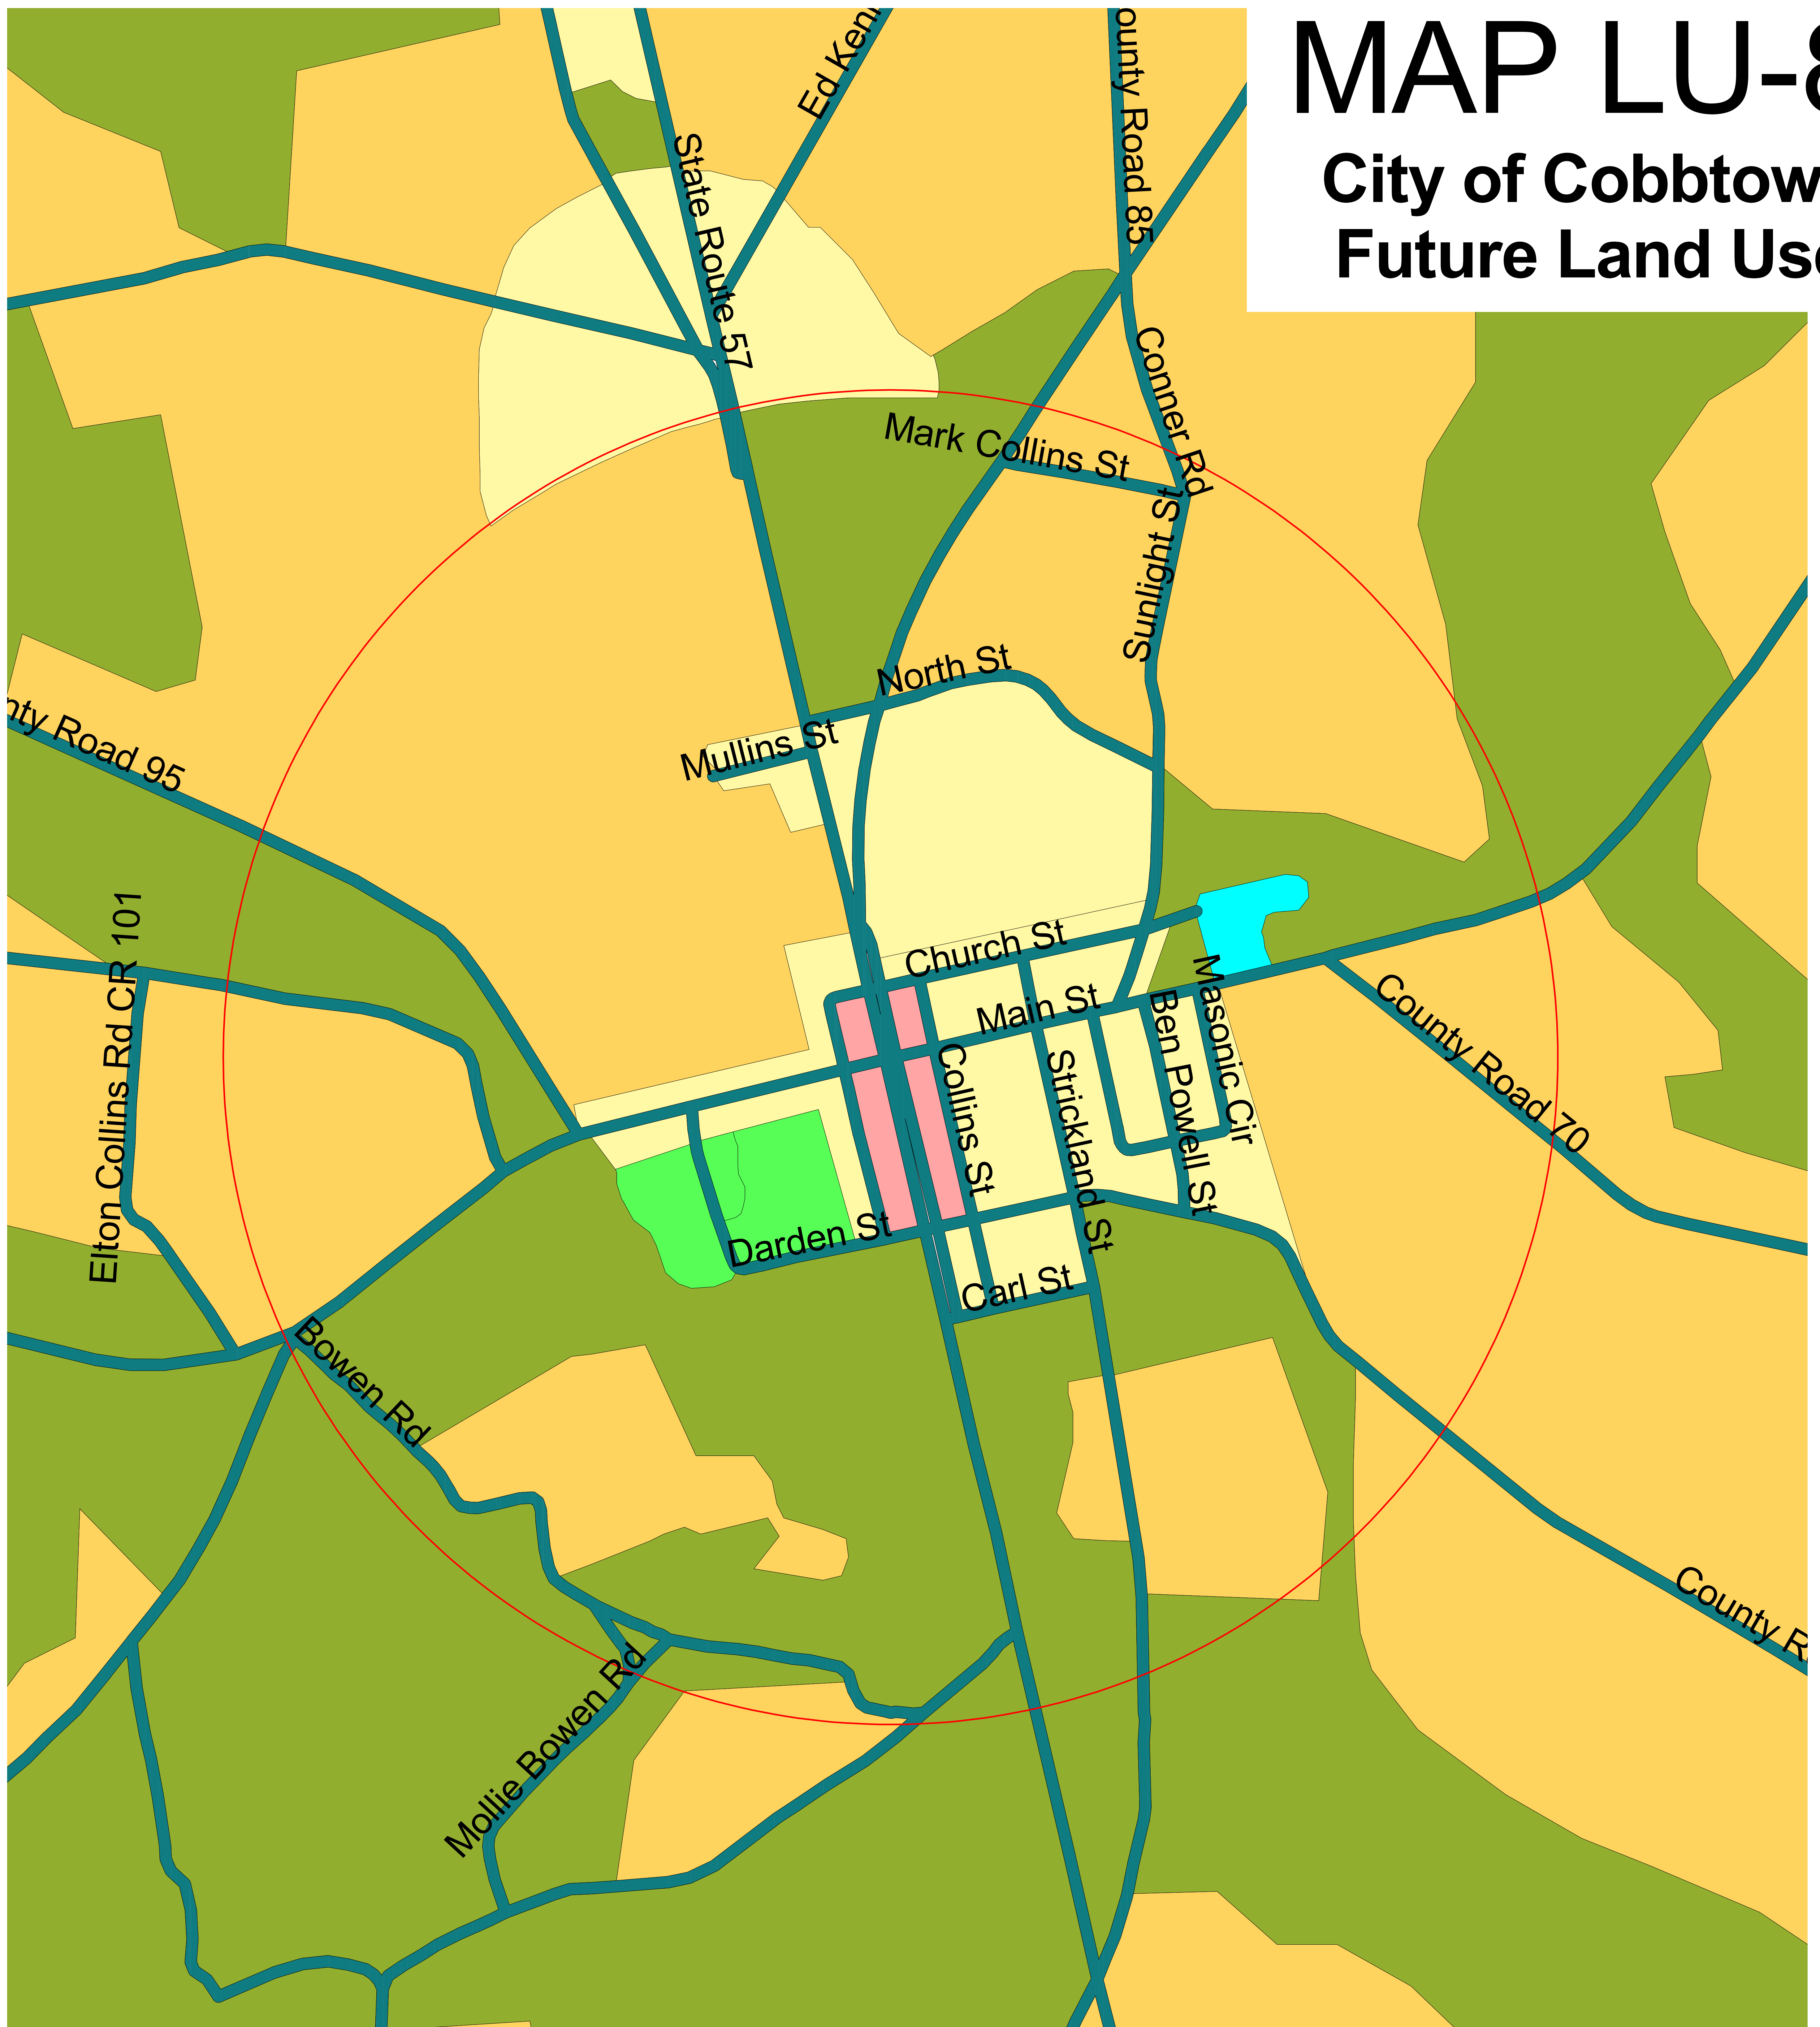 MAP LU-8
City of Cobbtow
Future Land Use
Ed Ken
ounty Road 85
State Route 57
Conner Rd
Mark Collins St
Sunlight St
North St
Mullins St
nty Road 95
Elton Collins Rd CR 101
Church St
Main St
Masonic Cir
Ben Powell St
County Road 70
Collins St
Strickland St
Darden St
Carl St
Bowen Rd
Mollie Bowen Rd
County R